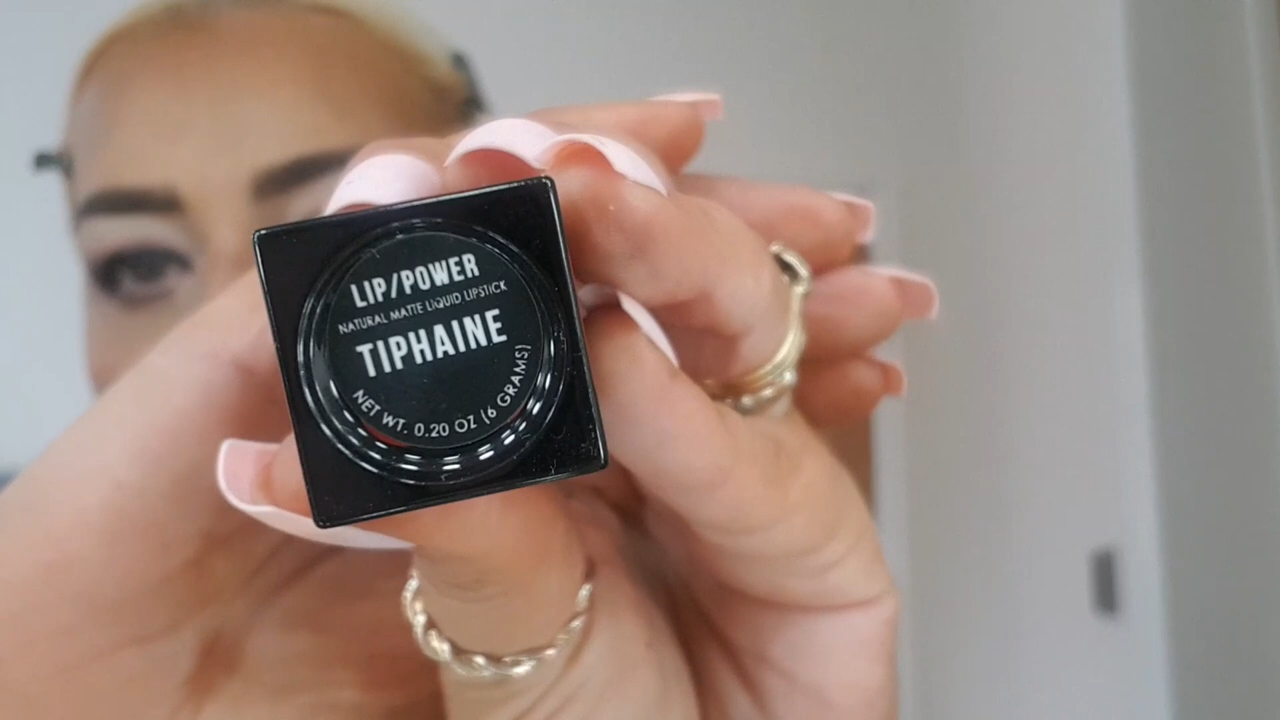 LIP/POWER
NATURAL MATTE LIQUID LIPSTICK
TIPHAINE
NET WT. 0.20 OZ (6 GRAMS)